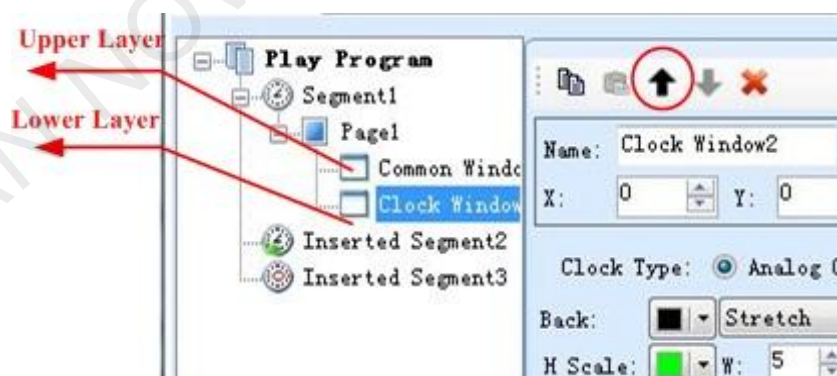 Upper Layer
Lower Layer
Play Program
Segment1
Page1
Common Windo
Clock Window
Inserted Segment2
Inserted Segment3
Name: Clock Window2
X: 0 Y: 0
Clock Type: Analog
Back: Stretch
H Scale: W: 5